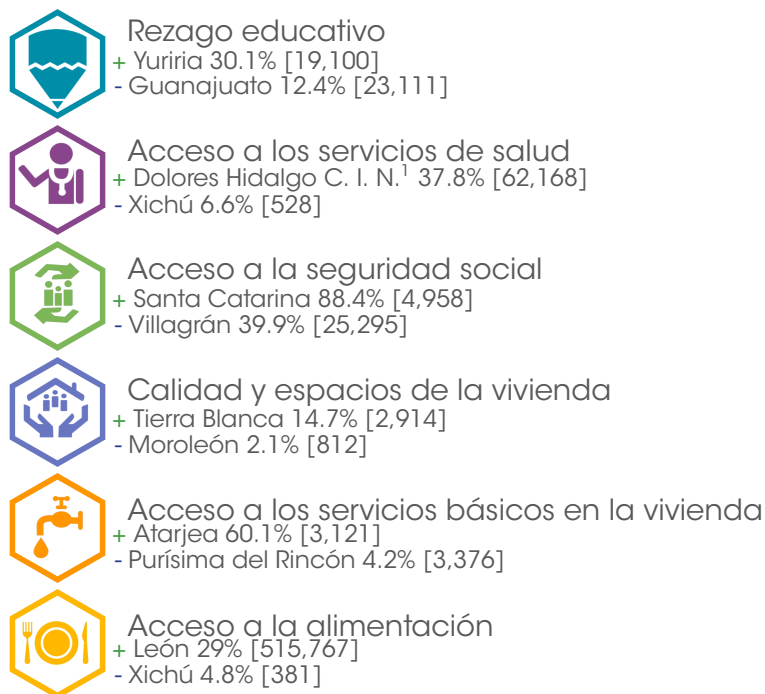 Rezago educativo
+ Yuriria 30.1% [19,100]
- Guanajuato 12.4% [23,111]
Acceso a los servicios de salud
+ Dolores Hidalgo C. I. N.¹ 37.8% [62,168]
- Xichú 6.6% [528]
Acceso a la seguridad social
+ Santa Catarina 88.4% [4,958]
- Villagrán 39.9% [25,295]
Calidad y espacios de la vivienda
+ Tierra Blanca 14.7% [2,914]
- Moroleón 2.1% [812]
Acceso a los servicios básicos en la vivienda
+ Atarjea 60.1% [3,121]
- Purísima del Rincón 4.2% [3,376]
Acceso a la alimentación
+ León 29% [515,767]
- Xichú 4.8% [381]